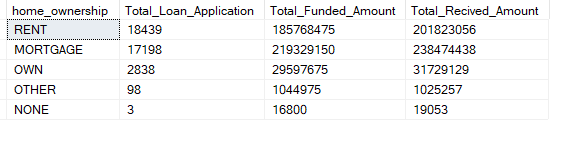 home_ownership Total_Loan_Application Total_Funded_Amount Total_Recived_Amount
RENT 18439 185768475 201823056
MORTGAGE 17198 219329150 238474438
OWN 2838 29597675 31729129
OTHER 98 1044975 1025257
NONE 3 16800 19053